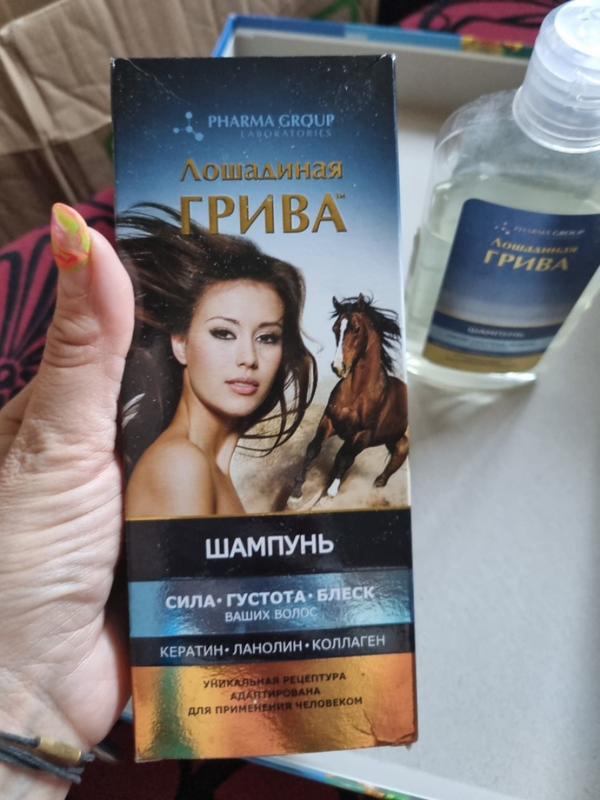 PHARMA GROUP
LABORATORIES
Лошадиная
ГРИВА™
ШАМПУНЬ
СИЛА · ГУСТОТА · БЛЕСК
ВАШИХ ВОЛОС
КЕРАТИН · ЛАНОЛИН · КОЛЛАГЕН
УНИКАЛЬНАЯ РЕЦЕПТУРА
АДАПТИРОВАНА
ДЛЯ ПРИМЕНЕНИЯ ЧЕЛОВЕКОМ
PHARMA GROUP
Лошадиная
ГРИВА
ШАМПУНЬ